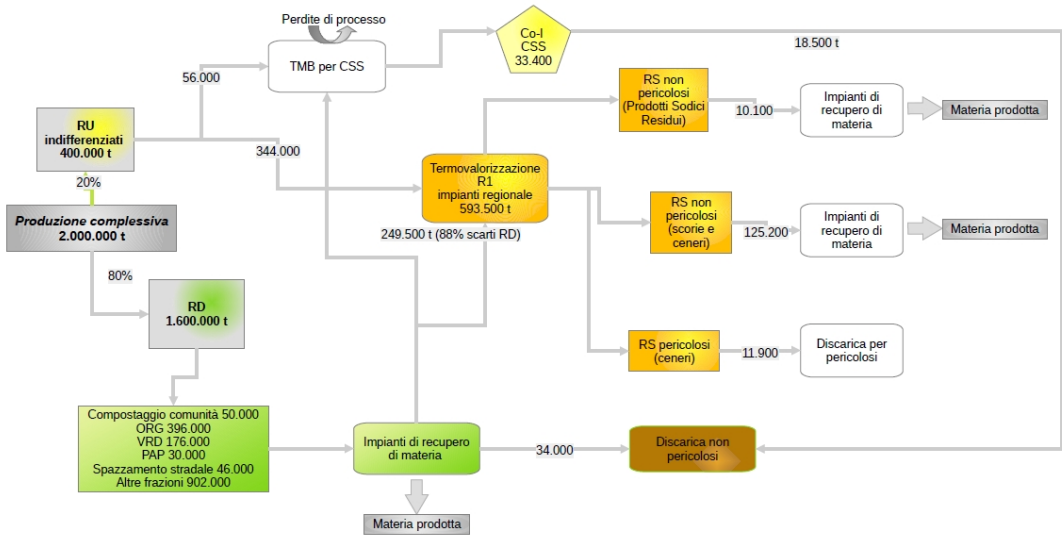 Perdite di processo
TMB per CSS
Co-I
CSS
33.400
18.500 t
56.000
RU
indifferenziati
400.000 t
344.000
20%
Produzione complessiva
2.000.000 t
80%
RD
1.600.000 t
Termovalorizzazione
R1
impianti regionale
593.500 t
249.500 t (88% scarti RD)
RS non
pericolosi
(Prodotti Sodici
Residui)
10.100
Impianti di
recupero di
materia
Materia prodotta
RS non
pericolosi
(scorie e
ceneri)
125.200
Impianti di
recupero di
materia
Materia prodotta
RS pericolosi
(ceneri)
11.900
Discarica per
pericolosi
Compostaggio comunità 50.000
ORG 396.000
VRD 176.000
PAP 30.000
Spazzamento stradale 46.000
Altre frazioni 902.000
Impianti di recupero
di materia
34.000
Discarica non
pericolosi
Materia prodotta